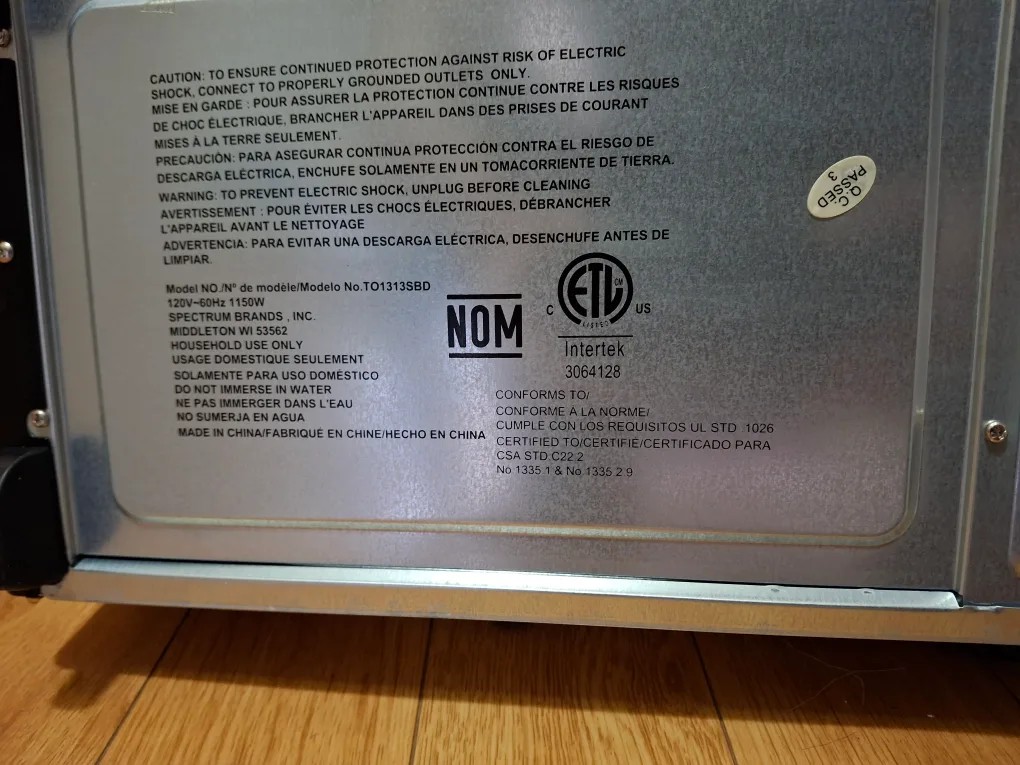 CAUTION: TO ENSURE CONTINUED PROTECTION AGAINST RISK OF ELECTRIC
SHOCK, CONNECT TO PROPERLY GROUNDED OUTLETS ONLY.
MISE EN GARDE : POUR ASSURER LA PROTECTION CONTINUE CONTRE LES RISQUES
DE CHOC ÉLECTRIQUE, BRANCHER L'APPAREIL DANS DES PRISES DE COURANT
MISES À LA TERRE SEULEMENT.
PRECAUCIÓN: PARA ASEGURAR CONTINUA PROTECCIÓN CONTRA EL RIESGO DE
DESCARGA ELÉCTRICA, ENCHUFE SOLAMENTE EN UN TOMACORRIENTE DE TIERRA.
WARNING: TO PREVENT ELECTRIC SHOCK, UNPLUG BEFORE CLEANING
AVERTISSEMENT : POUR ÉVITER LES CHOCS ÉLECTRIQUES, DÉBRANCHER
L'APPAREIL AVANT LE NETTOYAGE
ADVERTENCIA: PARA EVITAR UNA DESCARGA ELÉCTRICA, DESENCHUFE ANTES DE
LIMPIAR.
Model NO./Nº de modèle/Modelo No.TO1313SBD
120V~60Hz 1150W
SPECTRUM BRANDS , INC.
MIDDLETON WI 53562
HOUSEHOLD USE ONLY
USAGE DOMESTIQUE SEULEMENT
SOLAMENTE PARA USO DOMÉSTICO
DO NOT IMMERSE IN WATER
NE PAS IMMERGER DANS L'EAU
NO SUMERJA EN AGUA
MADE IN CHINA/FABRIQUÉ EN CHINE/HECHO EN CHINA
NOM
ETL CM
LISTED
C US
Intertek
3064128
CONFORMS TO/
CONFORME À LA NORME/
CUMPLE CON LOS REQUISITOS UL STD 1026
CERTIFIED TO/CERTIFIÉ/CERTIFICADO PARA
CSA STD.C22.2
No.1335.1 & No.1335.2.9
Q.C.
PASSED
3